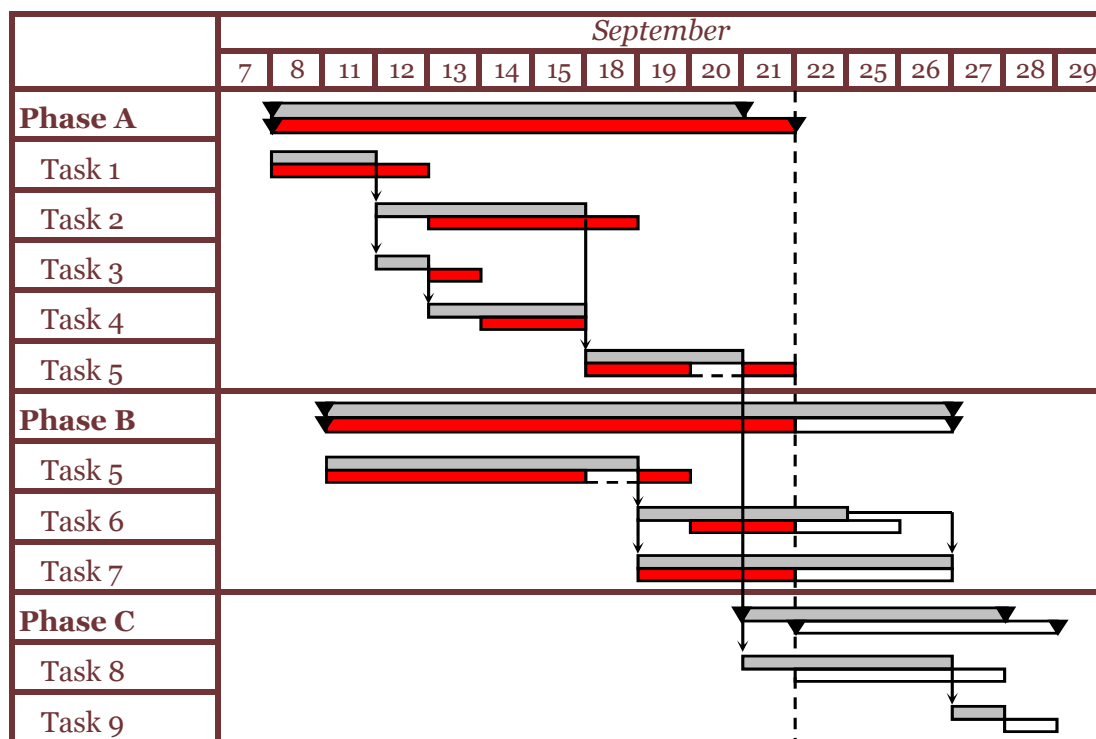 September
7 8 11 12 13 14 15 18 19 20 21 22 25 26 27 28 29
Phase A
Task 1
Task 2
Task 3
Task 4
Task 5
Phase B
Task 5
Task 6
Task 7
Phase C
Task 8
Task 9